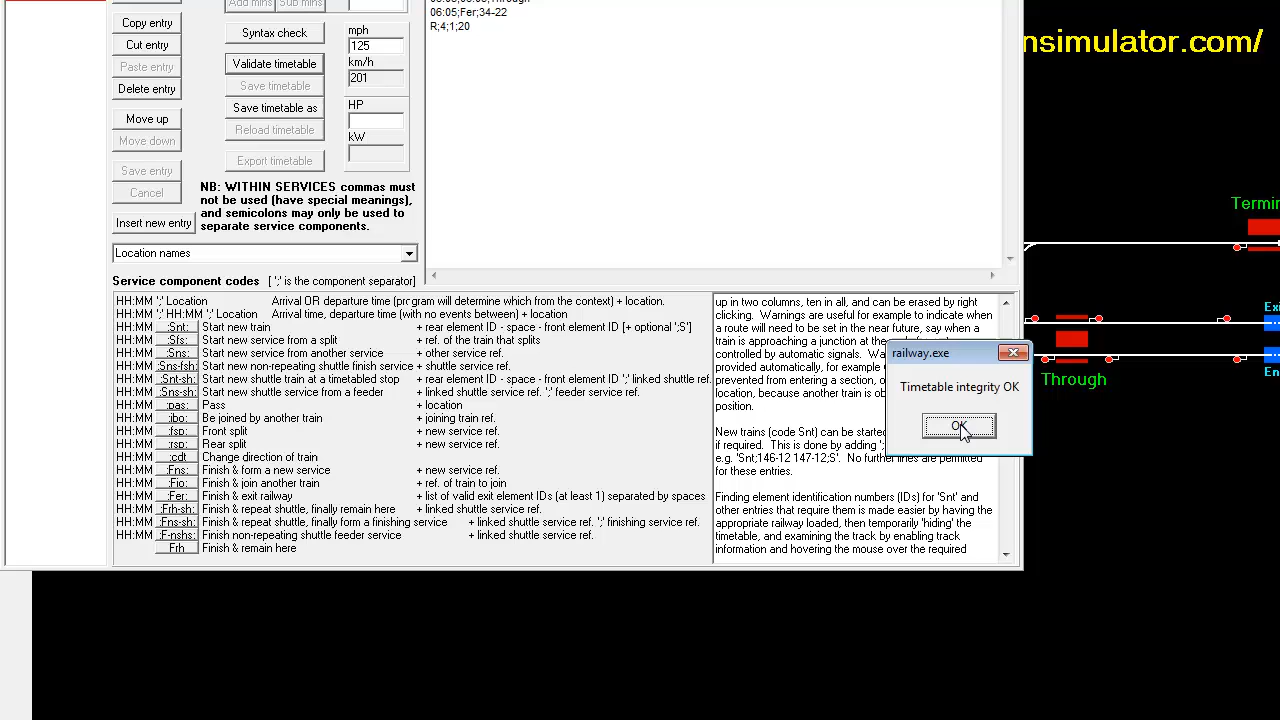 Add mins
Sub mins
06:05;Fer;34-22
R;4;1;20
Copy entry
Cut entry
Paste entry
Delete entry
Move up
Move down
Save entry
Cancel
Insert new entry
Syntax check
Validate timetable
Save timetable
Save timetable as
Reload timetable
Export timetable
mph
125
km/h
201
HP
kW
NB: WITHIN SERVICES commas must
not be used (have special meanings),
and semicolons may only be used to
separate service components.
Location names
Service component codes [ ';' is the component separator]
HH:MM ';' Location Arrival OR departure time (program will determine which from the context) + location.
HH:MM ';' HH:MM ';' Location Arrival time, departure time (with no events between) + location
HH:MM ;Snt; Start new train + rear element ID - space - front element ID [+ optional ';S']
HH:MM ;Sfs; Start new service from a split + ref. of the train that splits
HH:MM ;Sns; Start new service from another service + other service ref.
HH:MM ;Sns-fsh; Start new non-repeating shuttle finish service + shuttle service ref.
HH:MM ;Snt-sh; Start new shuttle train at a timetabled stop + rear element ID - space - front element ID ';' linked shuttle ref.
HH:MM ;Sns-sh; Start new shuttle service from a feeder + linked shuttle service ref. ';' feeder service ref.
HH:MM ;pas; Pass + location
HH:MM ;jbo; Be joined by another train + joining train ref.
HH:MM ;fsp; Front split + new service ref.
HH:MM ;rsp; Rear split + new service ref.
HH:MM ;cdt Change direction of train
HH:MM ;Fns; Finish & form a new service + new service ref.
HH:MM ;Fjo; Finish & join another train + ref. of train to join
HH:MM ;Fer; Finish & exit railway + list of valid exit element IDs (at least 1) separated by spaces
HH:MM ;Frh-sh; Finish & repeat shuttle, finally remain here + linked shuttle service ref.
HH:MM ;Fns-sh; Finish & repeat shuttle, finally form a finishing service + linked shuttle service ref. ';' finishing service ref.
HH:MM ;F-nshs; Finish non-repeating shuttle feeder service + linked shuttle service ref.
Frh Finish & remain here
up in two columns, ten in all, and can be erased by right
clicking. Warnings are useful for example to indicate when
a route will need to be set in the near future, say when a
train is approaching a junction at the
controlled by automatic signals.
provided automatically, for example
prevented from entering a section, o
location, because another train is ob
position.
New trains (code Snt) can be started
if required. This is done by adding ';
e.g. 'Snt;146-12 147-12;S'. No further lines are permitted
for these entries.
Finding element identification numbers (IDs) for 'Snt' and
other entries that require them is made easier by having the
appropriate railway loaded, then temporarily 'hiding' the
timetable, and examining the track by enabling track
information and hovering the mouse over the required
railway.exe
Timetable integrity OK
OK
nsimulator.com/
Termin
Exi
En
Through